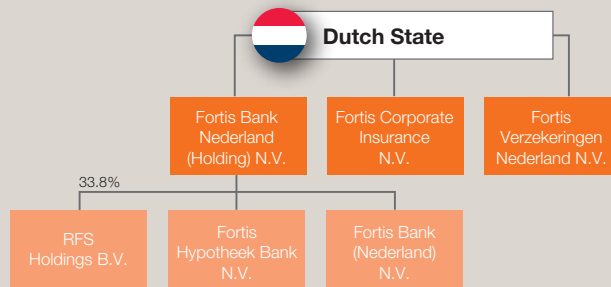 Dutch State
Fortis Bank
Nederland
(Holding) N.V.
Fortis Corporate
Insurance
N.V.
Fortis
Verzekeringen
Nederland N.V.
33.8%
RFS
Holdings B.V.
Fortis
Hypotheek Bank
N.V.
Fortis Bank
(Nederland)
N.V.